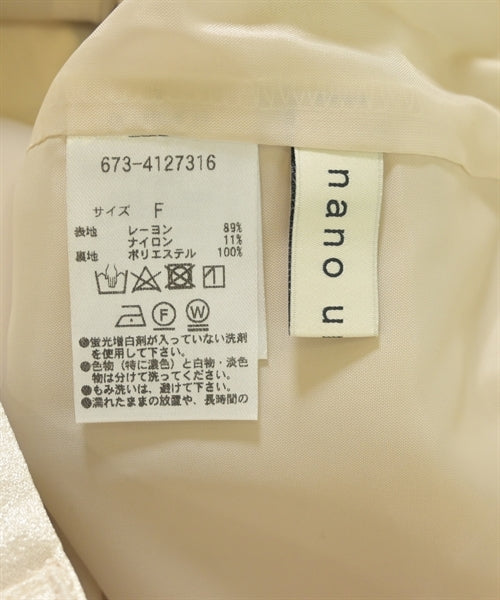 673-4127316
サイズ F
表地 レーヨン 89%
ナイロン 11%
裏地 ポリエステル 100%
F W
●蛍光増白剤が入っていない洗剤
を使用して下さい。
●色物（特に濃色）と白物・淡色
物は分けて洗ってください。
●もみ洗いは、避けて下さい。
●濡れたままの放置や、長時間の
nano u